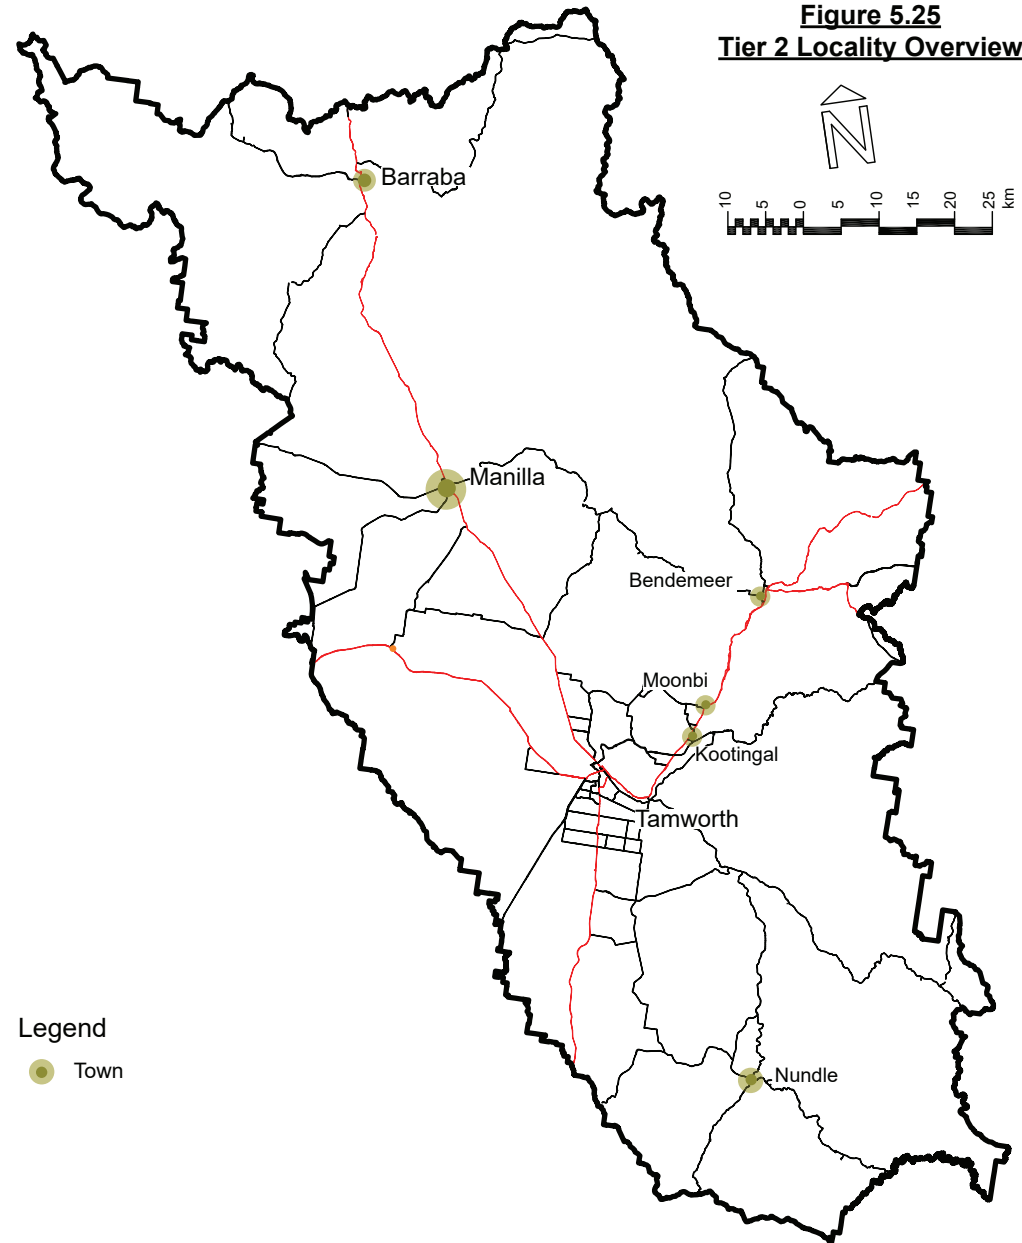 Figure 5.25
Tier 2 Locality Overview
N
10 5 0 5 10 15 20 25 km
Barraba
Manilla
Bendemeer
Moonbi
Kootingal
Tamworth
Legend
Town
Nundle